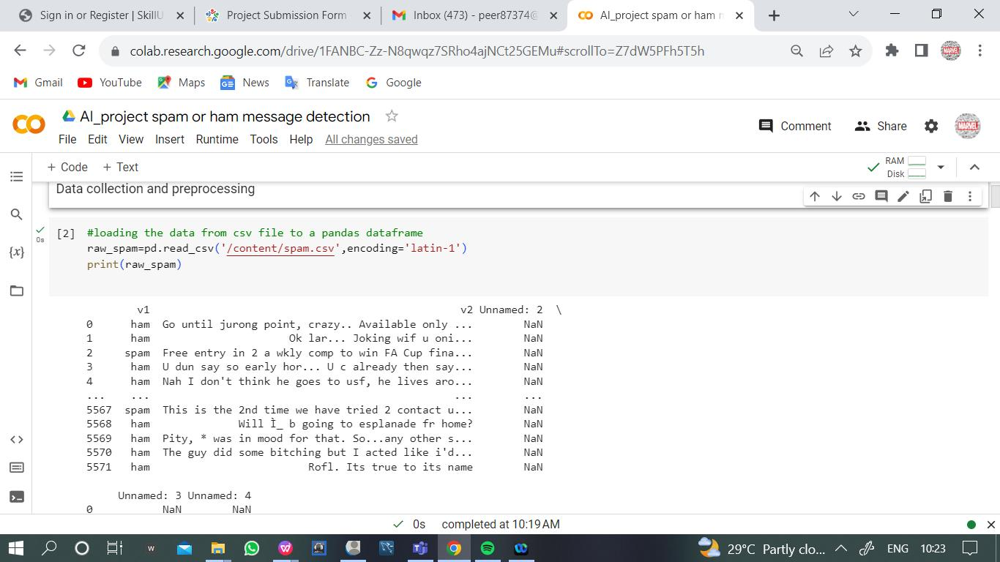 Sign in or Register | SkillU
Project Submission Form
Inbox (473) - peer87374@
AI_project spam or ham m
colab.research.google.com/drive/1FANBC-Zz-N8qwqz7SRho4ajNCt25GEMu#scrollTo=Z7dW5PFh5T5h
MARVEL
Gmail
YouTube
Maps
News
Translate
Google
AI_project spam or ham message detection
File Edit View Insert Runtime Tools Help All changes saved
Comment
Share
MARVEL
+ Code + Text
RAM
Disk
Data collection and preprocessing
0s
[2] #loading the data from csv file to a pandas dataframe
raw_spam=pd.read_csv('/content/spam.csv',encoding='latin-1')
print(raw_spam)
{x}
v1 v2 Unnamed: 2 \
0 ham Go until jurong point, crazy.. Available only ... NaN
1 ham Ok lar... Joking wif u oni... NaN
2 spam Free entry in 2 a wkly comp to win FA Cup fina... NaN
3 ham U dun say so early hor... U c already then say... NaN
4 ham Nah I don't think he goes to usf, he lives aro... NaN
... ... ... ...
5567 spam This is the 2nd time we have tried 2 contact u... NaN
5568 ham Will Ì_ b going to esplanade fr home? NaN
5569 ham Pity, * was in mood for that. So...any other s... NaN
5570 ham The guy did some bitching but I acted like i'd... NaN
5571 ham Rofl. Its true to its name NaN
Unnamed: 3 Unnamed: 4
0 NaN NaN
0s completed at 10:19 AM
29°C Partly clo...
ENG
10:23